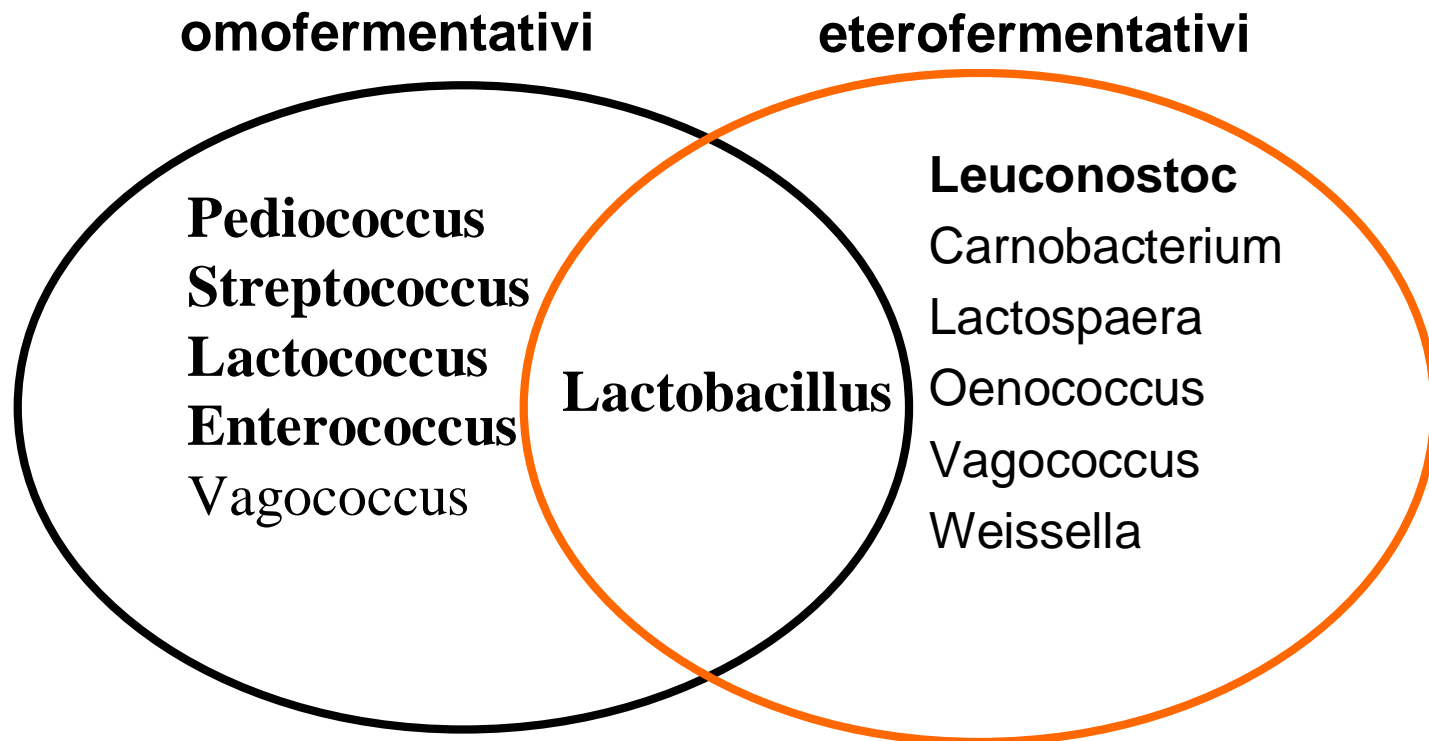 omofermentativi
eterofermentativi
Pediococcus
Streptococcus
Lactococcus
Enterococcus
Vagococcus
Lactobacillus
Leuconostoc
Carnobacterium
Lactospaera
Oenococcus
Vagococcus
Weissella